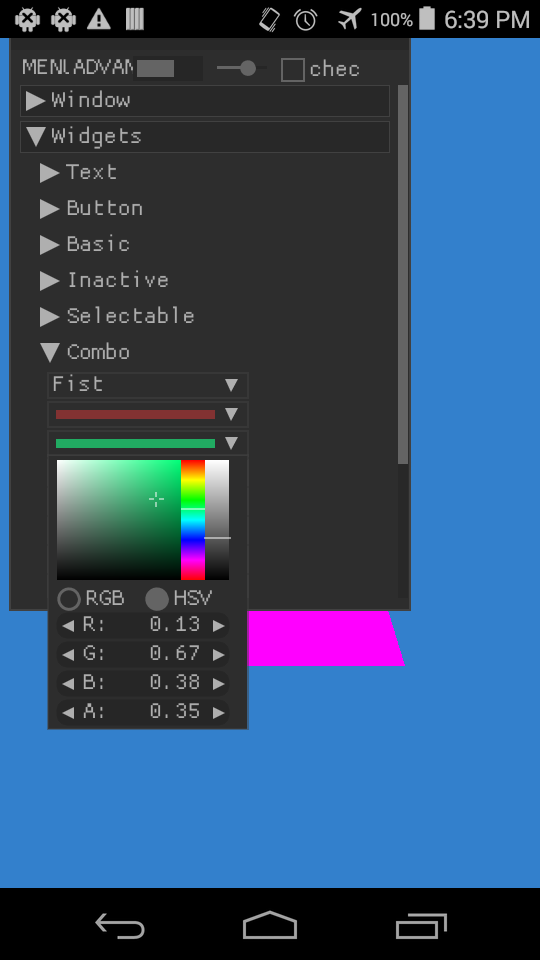 100% 6:39 PM
MENU ADVAN chec
Window
Widgets
Text
Button
Basic
Inactive
Selectable
Combo
Fist
RGB HSV
R: 0.13
G: 0.67
B: 0.38
A: 0.35